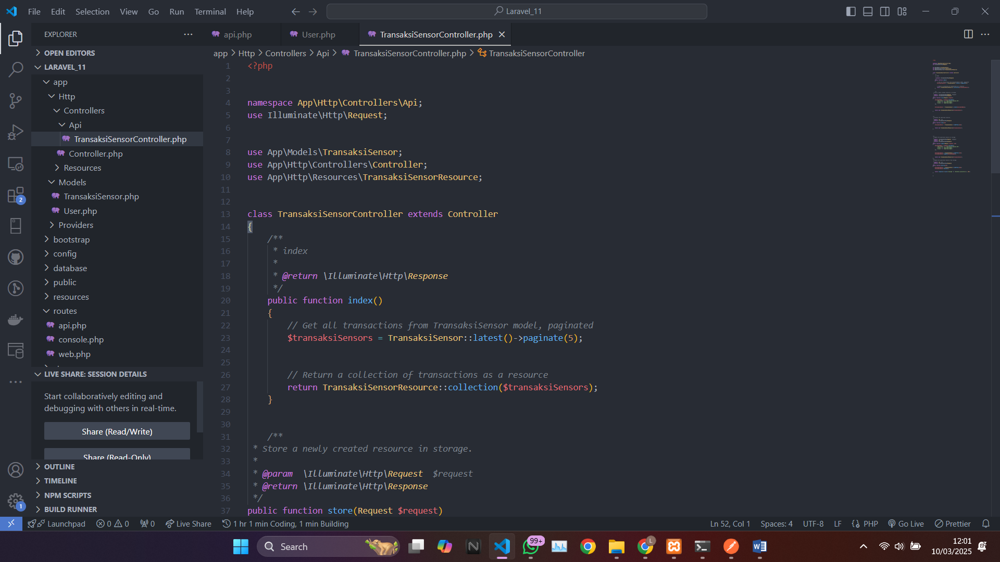 File Edit Selection View Go Run Terminal Help
Laravel_11
EXPLORER
api.php
User.php
TransaksiSensorController.php
app > Http > Controllers > Api > TransaksiSensorController.php > TransaksiSensorController
OPEN EDITORS
LARAVEL_11
app
Http
Controllers
Api
TransaksiSensorController.php
Controller.php
Resources
Models
TransaksiSensor.php
User.php
Providers
bootstrap
config
database
public
resources
routes
api.php
console.php
web.php
LIVE SHARE: SESSION DETAILS
Start collaboratively editing and
debugging with others in real-time.
Share (Read/Write)
Share (Read-Only)
OUTLINE
TIMELINE
NPM SCRIPTS
BUILD RUNNER
2
1
1 <?php
2
3
4 namespace App\Http\Controllers\Api;
5 use Illuminate\Http\Request;
6
7
8 use App\Models\TransaksiSensor;
9 use App\Http\Controllers\Controller;
10 use App\Http\Resources\TransaksiSensorResource;
11
12
13 class TransaksiSensorController extends Controller
14 {
15 /**
16 * index
17 *
18 * @return \Illuminate\Http\Response
19 */
20 public function index()
21 {
22 // Get all transactions from TransaksiSensor model, paginated
23 $transaksiSensors = TransaksiSensor::latest()->paginate(5);
24
25
26 // Return a collection of transactions as a resource
27 return TransaksiSensorResource::collection($transaksiSensors);
28 }
29
30
31 /**
32 * Store a newly created resource in storage.
33 *
34 * @param  \Illuminate\Http\Request  $request
35 * @return \Illuminate\Http\Response
36 */
37 public function store(Request $request)
Launchpad 0 0 0 Live Share 1 hr 1 min Coding, 1 min Building
Ln 52, Col 1 Spaces: 4 UTF-8 LF PHP Go Live Prettier
Search
99+
L
12:01
10/03/2025